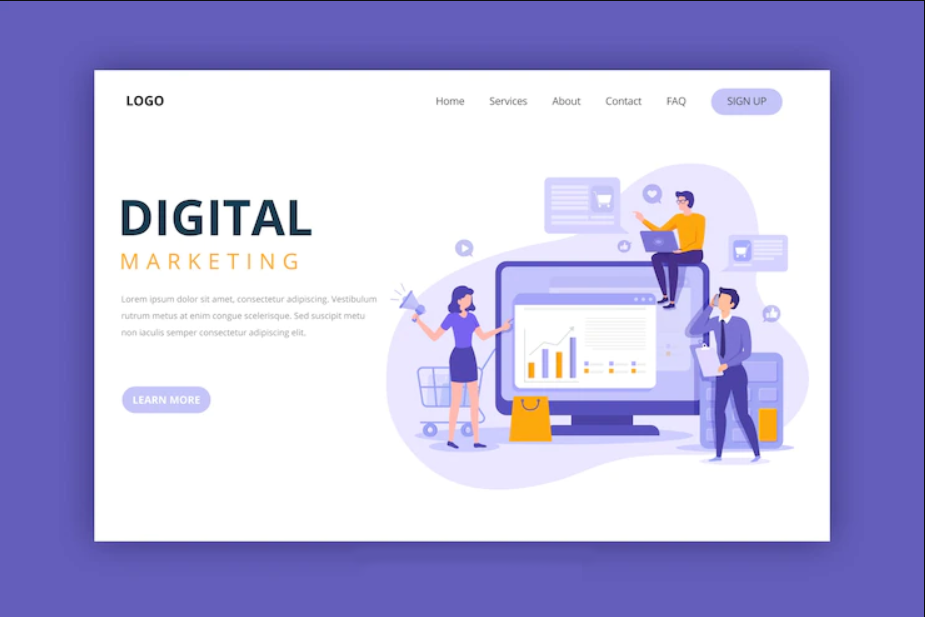 LOGO
Home Services About Contact FAQ SIGN UP
DIGITAL
MARKETING
Lorem ipsum dolor sit amet, consectetur adipiscing. Vestibulum
rutrum metus at enim congue scelerisque. Sed suscipit metu
non iaculis semper consectetur adipiscing elit.
LEARN MORE